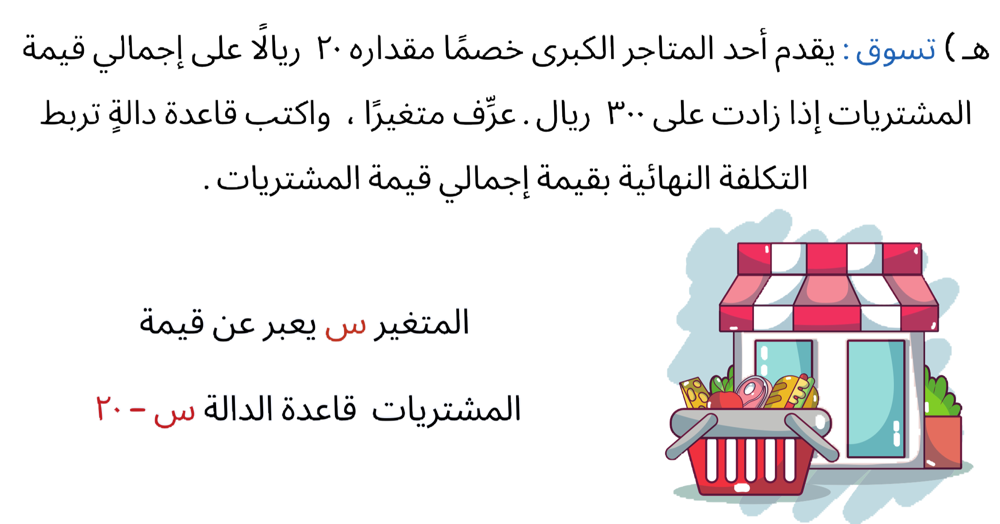 هـ ) تسوق : يقدم أحد المتاجر الكبرى خصمًا مقداره ٢٠ ريالاً على إجمالي قيمة
المشتريات إذا زادت على ٣٠٠ ريال . عرِّف متغيرًا ، واكتب قاعدة دالةٍ تربط
التكلفة النهائية بقيمة إجمالي قيمة المشتريات .
المتغير س يعبر عن قيمة
المشتريات قاعدة الدالة س – ٢٠